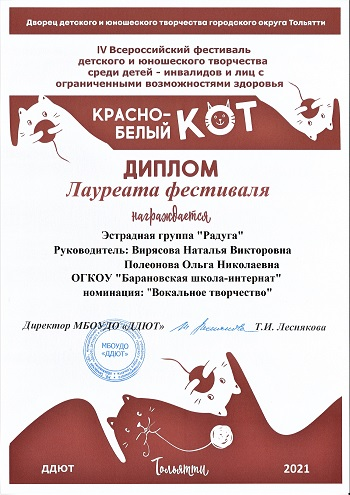 Дворец детского и юношеского творчества городского округа Тольятти
IV Всероссийский фестиваль
детского и юношеского творчества
среди детей - инвалидов и лиц с
ограниченными возможностями здоровья
КРАСНО-
БЕЛЫЙ
КОТ
ДИПЛОМ
Лауреата фестиваля
награждается
Эстрадная группа "Радуга"
Руководитель: Вирясова Наталья Викторовна
Полеонова Ольга Николаевна
ОГКОУ "Барановская школа-интернат"
номинация: "Вокальное творчество"
Директор МБОУДО «ДДЮТ» Т.И. Леснякова
МБОУДО
«ДДЮТ»
ДДЮТ Тольятти 2021